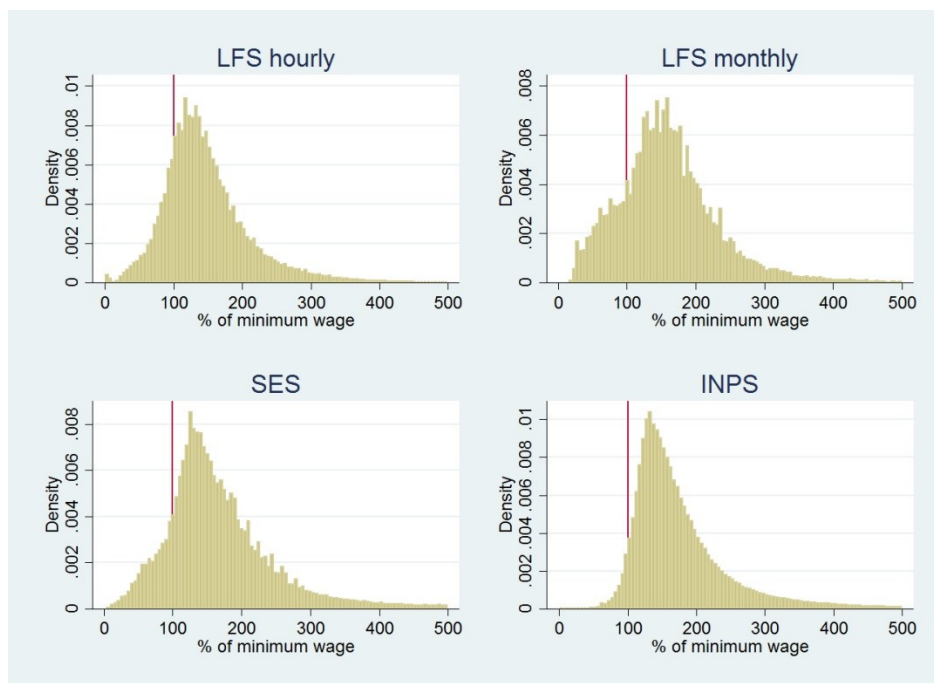 LFS hourly
Density
0 .002 .004 .006 .008 .01
0 100 200 300 400 500
% of minimum wage
LFS monthly
Density
0 .002 .004 .006 .008
0 100 200 300 400 500
% of minimum wage
SES
Density
0 .002 .004 .006 .008
0 100 200 300 400 500
% of minimum wage
INPS
Density
0 .002 .004 .006 .008 .01
0 100 200 300 400 500
% of minimum wage